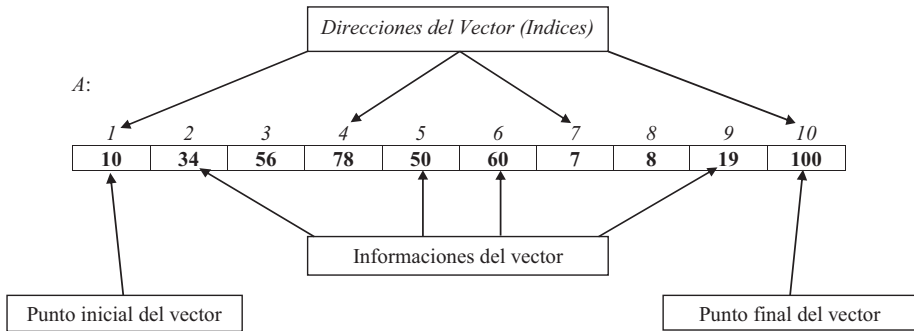 Direcciones del Vector (Indices)
A:
1 2 3 4 5 6 7 8 9 10
10 34 56 78 50 60 7 8 19 100
Informaciones del vector
Punto inicial del vector Punto final del vector